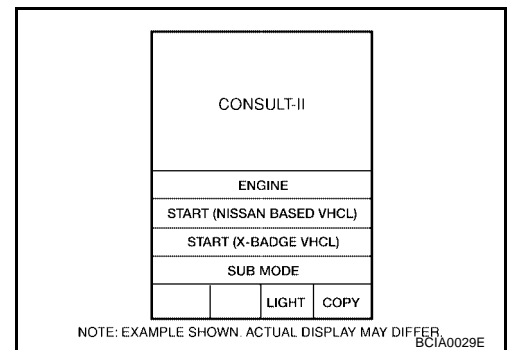 CONSULT-II
ENGINE
START (NISSAN BASED VHCL)
START (X-BADGE VHCL)
SUB MODE
LIGHT COPY
NOTE: EXAMPLE SHOWN. ACTUAL DISPLAY MAY DIFFER.
BCIA0029E